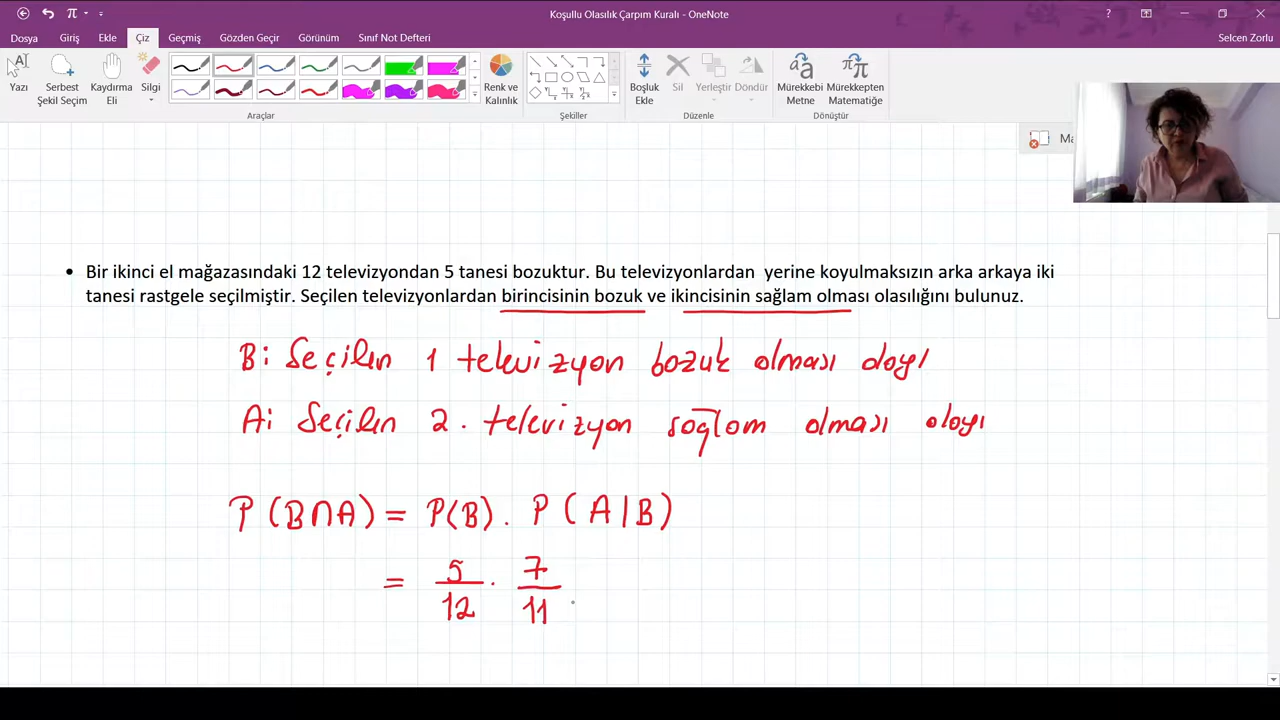 Koşullu Olasılık Çarpım Kuralı - OneNote
Dosya Giriş Ekle Çiz Geçmiş Gözden Geçir Görünüm Sınıf Not Defteri Selcen Zorlu
Yazı Serbest Şekil Seçim Kaydırma Eli Silgi Renk ve Kalınlık Boşluk Ekle Sil Yerleştir Döndür Mürekkebi Metne Mürekkepten Matematiğe
Araçlar Şekiller Düzenle Dönüştür
• Bir ikinci el mağazasındaki 12 televizyondan 5 tanesi bozuktur. Bu televizyonlardan yerine koyulmaksızın arka arkaya iki
tanesi rastgele seçilmiştir. Seçilen televizyonlardan birincisinin bozuk ve ikincisinin sağlam olması olasılığını bulunuz.
B: Seçilen 1 televizyon bozuk olması olayı
A: Seçilen 2. televizyon sağlam olması olayı
P(B∩A) = P(B). P(A|B)
= 5/12 . 7/11